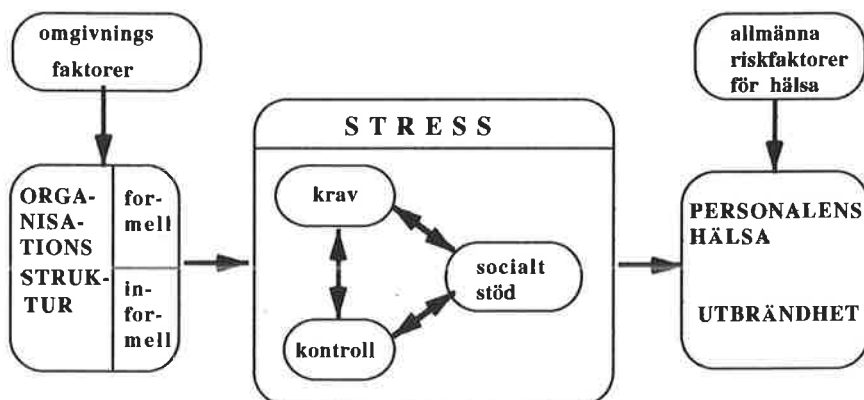 omgivnings
faktorer
allmänna
riskfaktorer
för hälsa
STRESS
ORGA-
NISA-
TIONS
STRUK-
TUR
for-
mell
in-
for-
mell
krav
socialt
stöd
kontroll
PERSONALENS
HÄLSA
UTBRÄNDHET